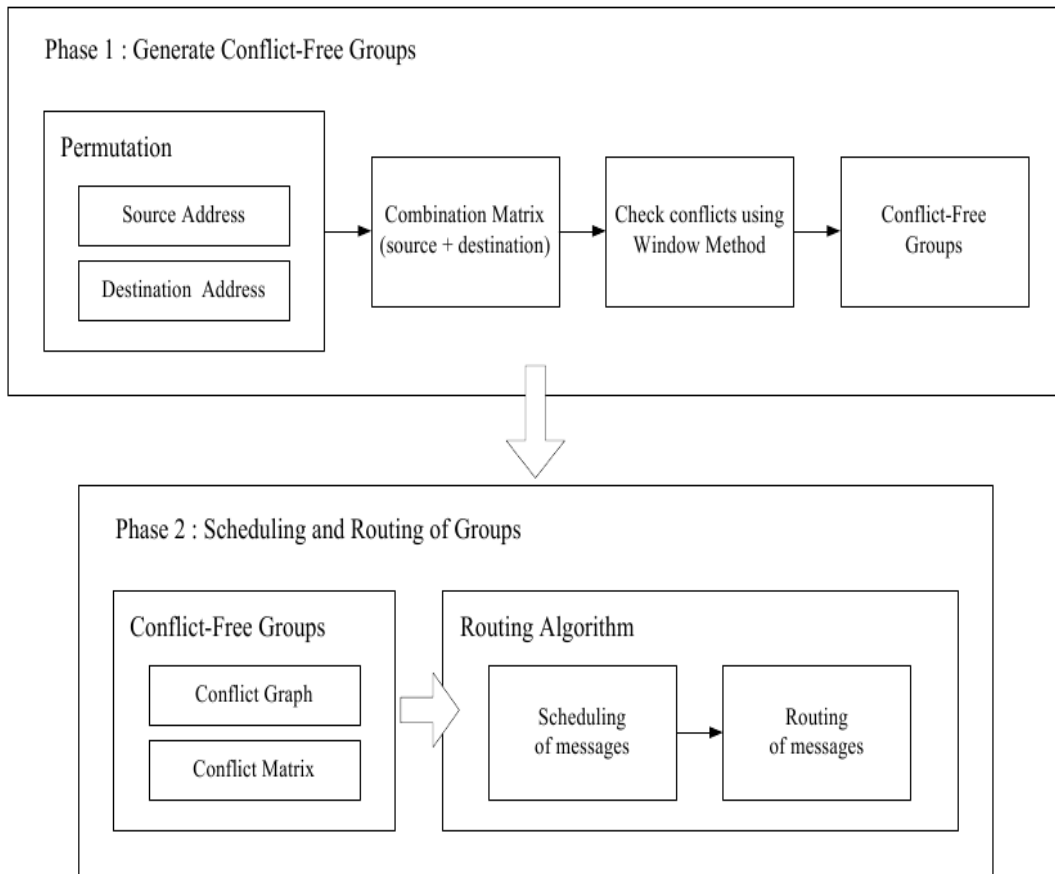 Phase 1 : Generate Conflict-Free Groups
Permutation
Source Address
Destination Address
Combination Matrix
(source + destination)
Check conflicts using
Window Method
Conflict-Free
Groups
Phase 2 : Scheduling and Routing of Groups
Conflict-Free Groups
Conflict Graph
Conflict Matrix
Routing Algorithm
Scheduling
of messages
Routing
of messages